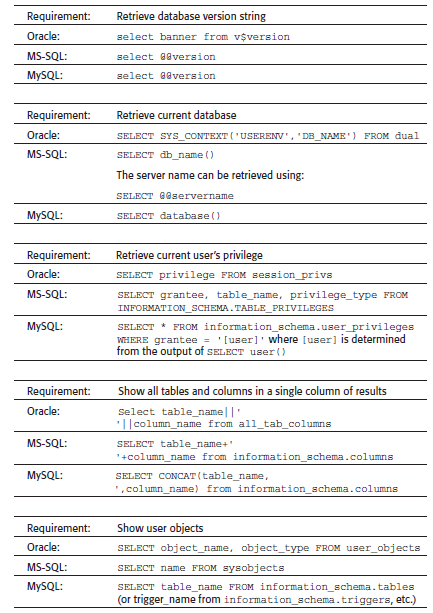 Requirement: Retrieve database version string
Oracle: select banner from v$version
MS-SQL: select @@version
MySQL: select @@version
Requirement: Retrieve current database
Oracle: SELECT SYS_CONTEXT('USERENV','DB_NAME') FROM dual
MS-SQL: SELECT db_name()
The server name can be retrieved using:
SELECT @@servername
MySQL: SELECT database()
Requirement: Retrieve current user's privilege
Oracle: SELECT privilege FROM session_privs
MS-SQL: SELECT grantee, table_name, privilege_type FROM
INFORMATION_SCHEMA.TABLE_PRIVILEGES
MySQL: SELECT * FROM information_schema.user_privileges
WHERE grantee = '[user]' where [user] is determined
from the output of SELECT user()
Requirement: Show all tables and columns in a single column of results
Oracle: Select table_name||'
'||column_name from all_tab_columns
MS-SQL: SELECT table_name+'
'+column_name from information_schema.columns
MySQL: SELECT CONCAT(table_name,
',column_name) from information_schema.columns
Requirement: Show user objects
Oracle: SELECT object_name, object_type FROM user_objects
MS-SQL: SELECT name FROM sysobjects
MySQL: SELECT table_name FROM information_schema.tables
(or trigger_name from information_schema.triggers, etc.)